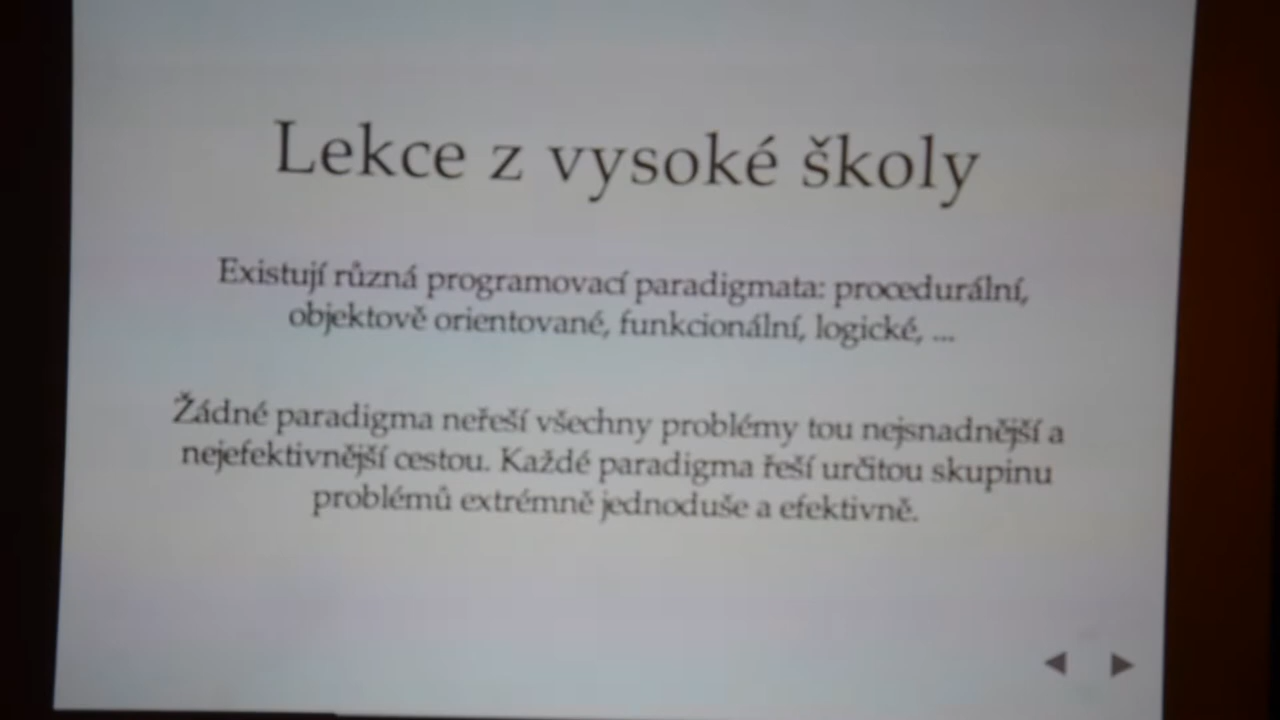 Lekce z vysoké školy
Existují různá programovací paradigmata: procedurální,
objektově orientované, funkcionální, logické, ...
Žádné paradigma neřeší všechny problémy tou nejsnadnější a
nejefektivnější cestou. Každé paradigma řeší určitou skupinu
problémů extrémně jednoduše a efektivně.